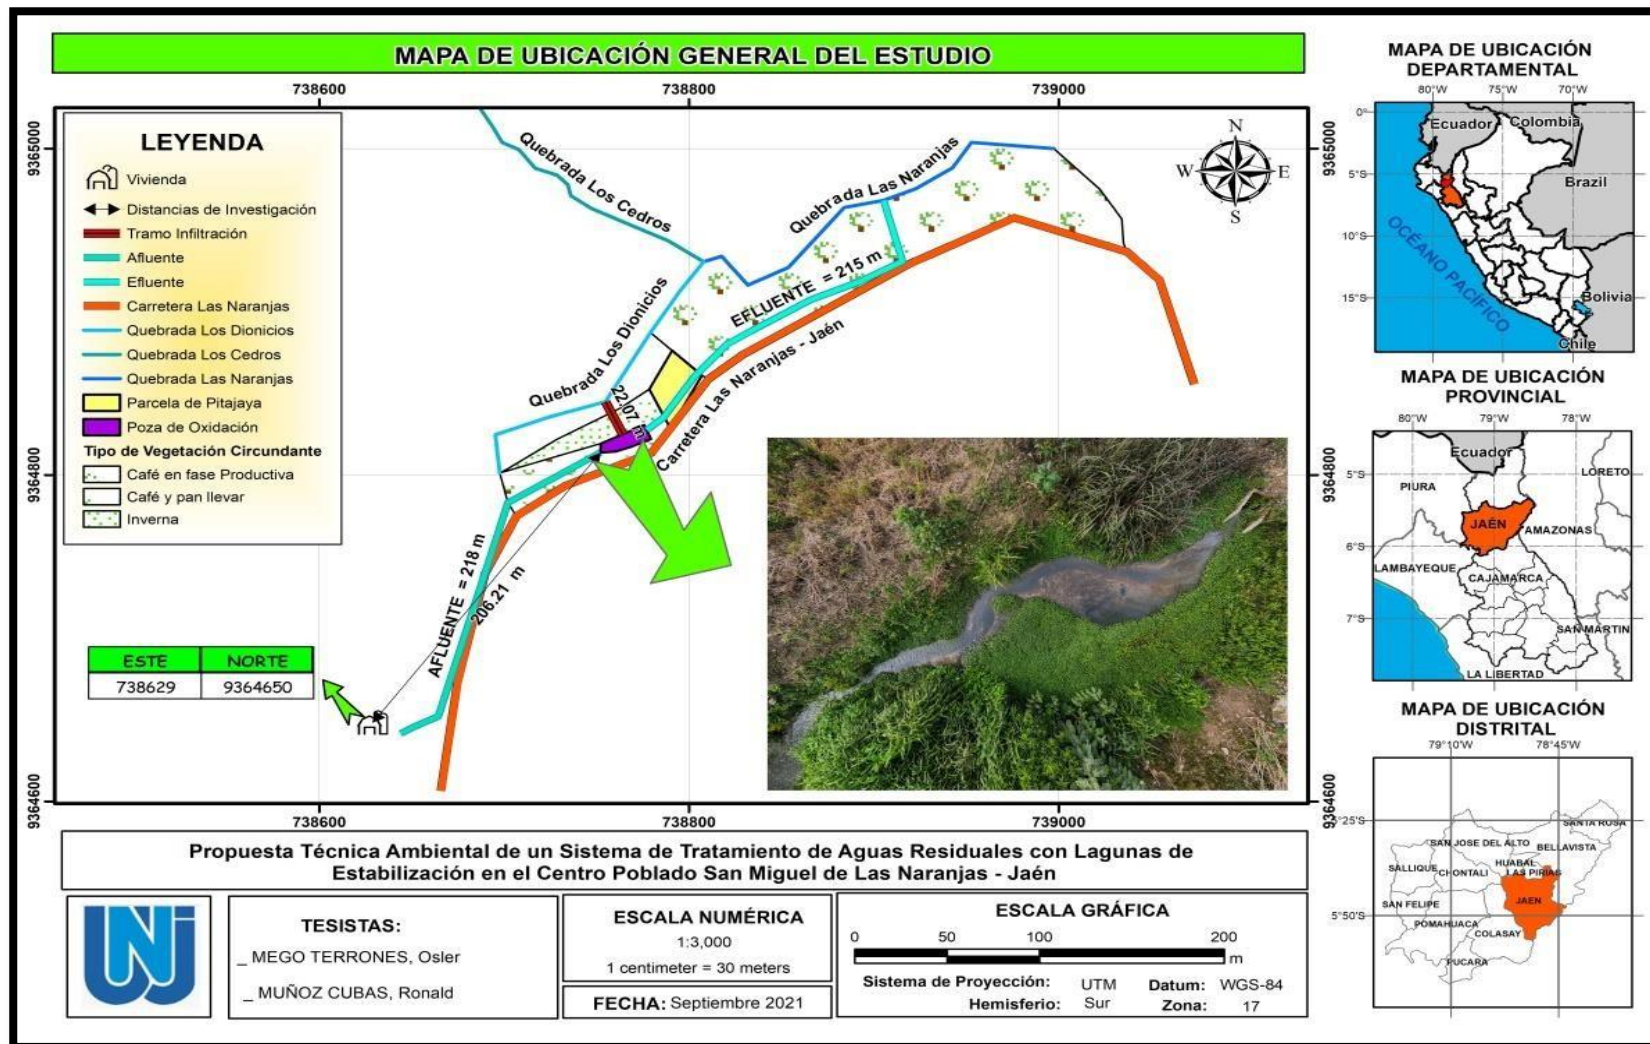 MAPA DE UBICACIÓN GENERAL DEL ESTUDIO
738600
738800
739000
9365000
9365000
9364800
9364800
9364600
9364600
738600
738800
739000
LEYENDA
Vivienda
Distancias de Investigación
Tramo Infiltración
Afluente
Efluente
Carretera Las Naranjas
Quebrada Los Dionicios
Quebrada Los Cedros
Quebrada Las Naranjas
Parcela de Pitajaya
Poza de Oxidación
Tipo de Vegetación Circundante
Café en fase Productiva
Café y pan llevar
Inverna
Quebrada Los Cedros
Quebrada Las Naranjas
Quebrada Los Dionicios
EFLUENTE = 215 m
Carretera Las Naranjas - Jaén
22.07 m
AFLUENTE = 218 m
206.21 m
N
W
E
S
ESTE NORTE
738629 9364650
MAPA DE UBICACIÓN
DEPARTAMENTAL
80°W 75°W 70°W
0°
5°S
10°S
15°S
Ecuador
Colombia
Brazil
OCÉANO PACÍFICO
Bolivia
Chile
MAPA DE UBICACIÓN
PROVINCIAL
80°W 79°W 78°W
5°S
6°S
7°S
Ecuador
LORETO
PIURA
JAÉN
AMAZONAS
LAMBAYEQUE
CAJAMARCA
SAN MARTIN
LA LIBERTAD
MAPA DE UBICACIÓN
DISTRITAL
79°10'W 78°45'W
5°25'S
5°50'S
SANTA ROSA
SAN JOSE DEL ALTO
BELLAVISTA
HUABAL
SALLIQUE
CHONTALI
LAS PIRIAS
SAN FELIPE
JAEN
POMAHUACA
COLASAY
PUCARA
Propuesta Técnica Ambiental de un Sistema de Tratamiento de Aguas Residuales con Lagunas de
Estabilización en el Centro Poblado San Miguel de Las Naranjas - Jaén
UNJ
TESISTAS:
_ MEGO TERRONES, Osler
_ MUÑOZ CUBAS, Ronald
ESCALA NUMÉRICA
1:3,000
1 centimeter = 30 meters
FECHA: Septiembre 2021
ESCALA GRÁFICA
0 50 100 200
m
Sistema de Proyección: UTM Datum: WGS-84
Hemisferio: Sur Zona: 17